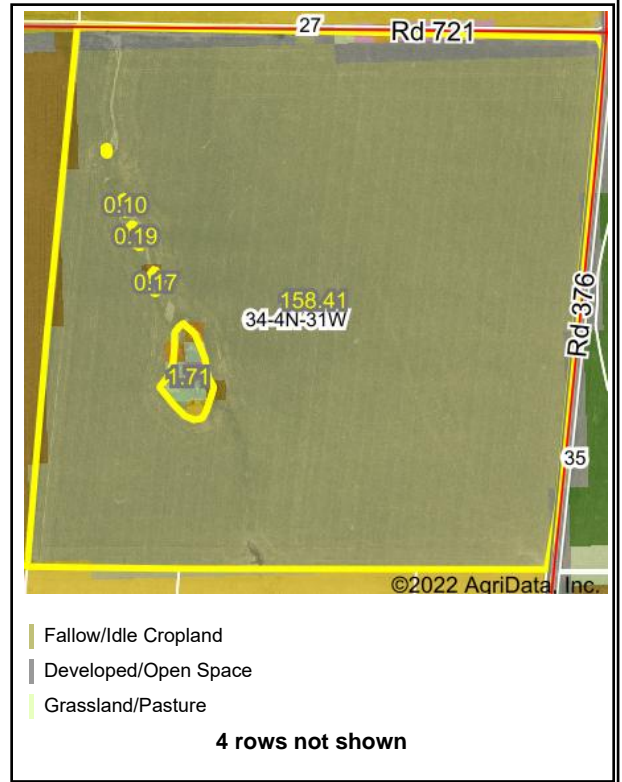 27
Rd 721
0.10
0.19
0.17
158.41
34-4N-31W
Rd 376
1.71
35
©2022 AgriData, Inc.
Fallow/Idle Cropland
Developed/Open Space
Grassland/Pasture
4 rows not shown